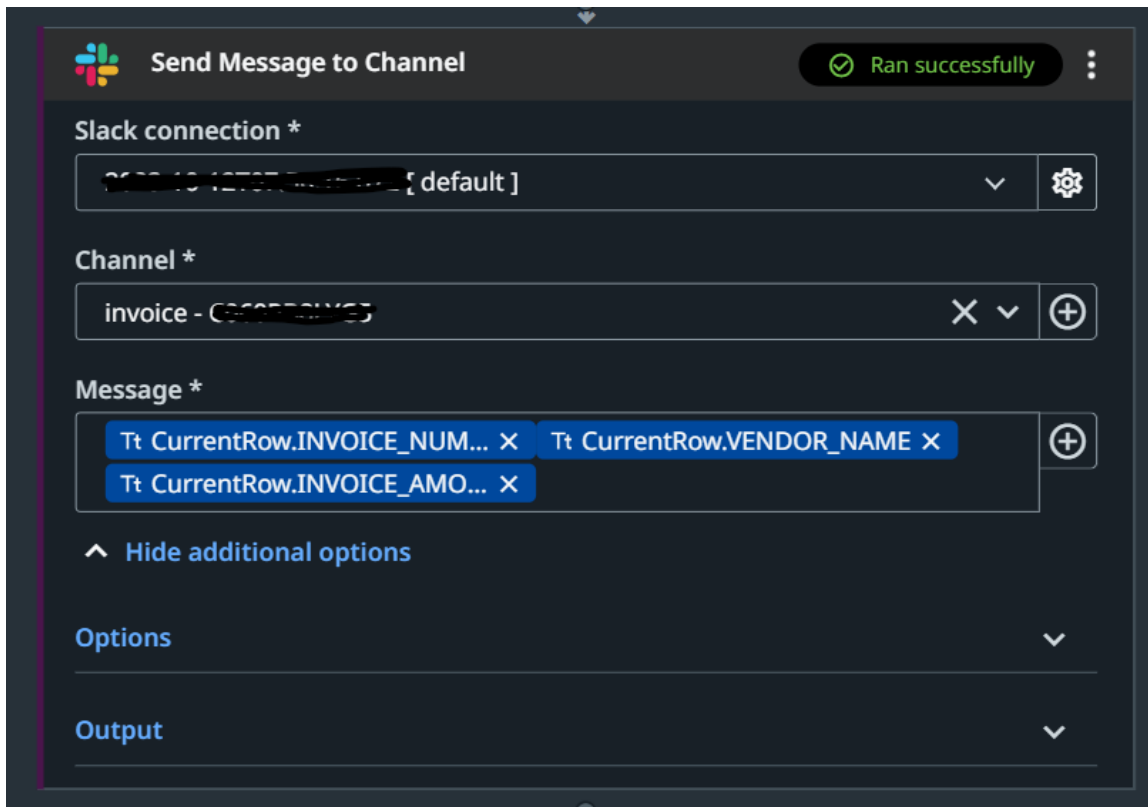 Send Message to Channel
Ran successfully
Slack connection *
[ default ]
Channel *
invoice -
Message *
Tt CurrentRow.INVOICE_NUM... Tt CurrentRow.VENDOR_NAME
Tt CurrentRow.INVOICE_AMO...
Hide additional options
Options
Output